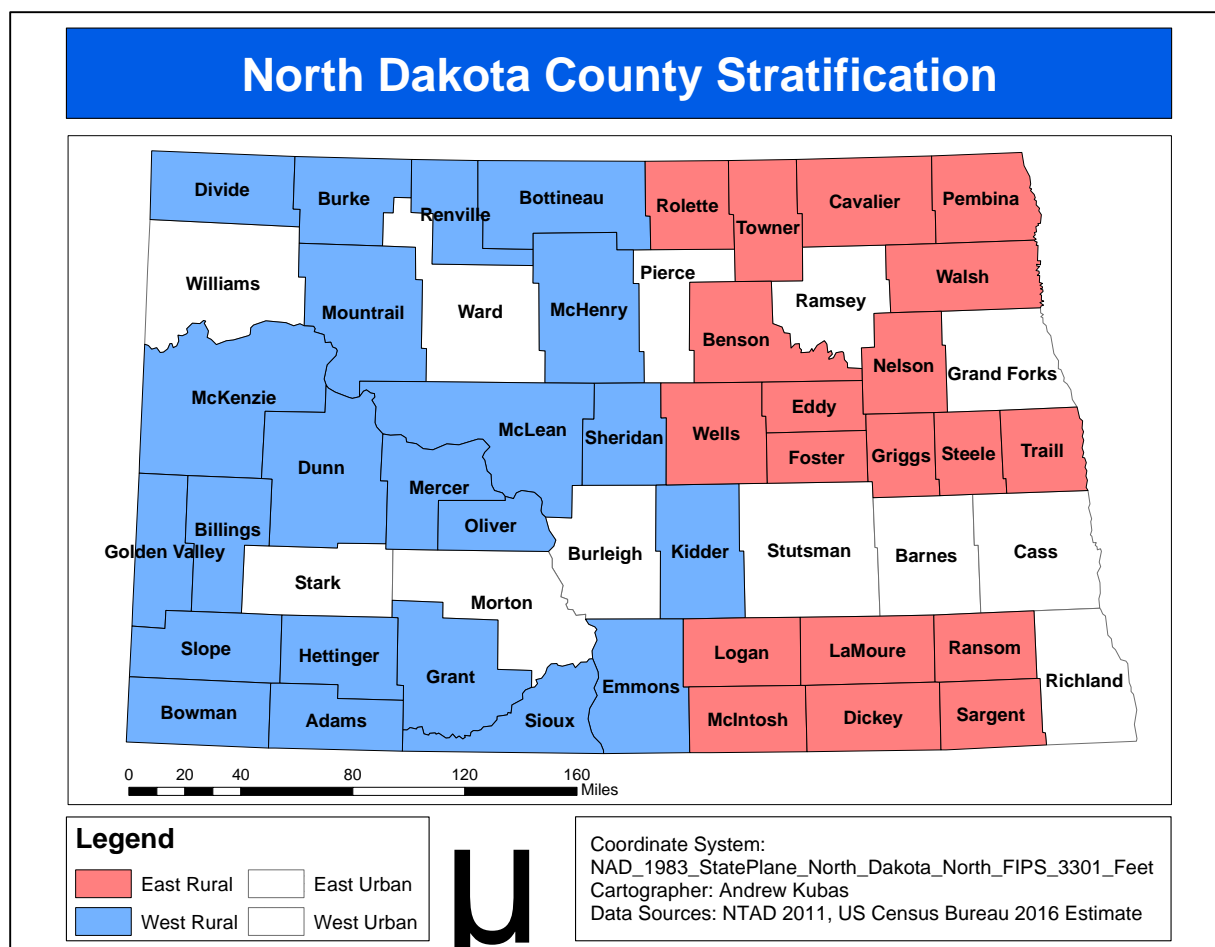 North Dakota County Stratification
Divide
Burke
Renville
Bottineau
Rolette
Towner
Cavalier
Pembina
Williams
Mountrail
Ward
McHenry
Pierce
Benson
Ramsey
Walsh
Nelson
Grand Forks
McKenzie
Dunn
McLean
Sheridan
Wells
Eddy
Foster
Griggs
Steele
Traill
Mercer
Oliver
Golden Valley
Billings
Stark
Morton
Burleigh
Kidder
Stutsman
Barnes
Cass
Slope
Hettinger
Grant
Emmons
Logan
LaMoure
Ransom
Richland
Bowman
Adams
Sioux
McIntosh
Dickey
Sargent
0 20 40 80 120 160
Miles
Legend
East Rural
East Urban
West Rural
West Urban
µ
Coordinate System:
NAD_1983_StatePlane_North_Dakota_North_FIPS_3301_Feet
Cartographer: Andrew Kubas
Data Sources: NTAD 2011, US Census Bureau 2016 Estimate